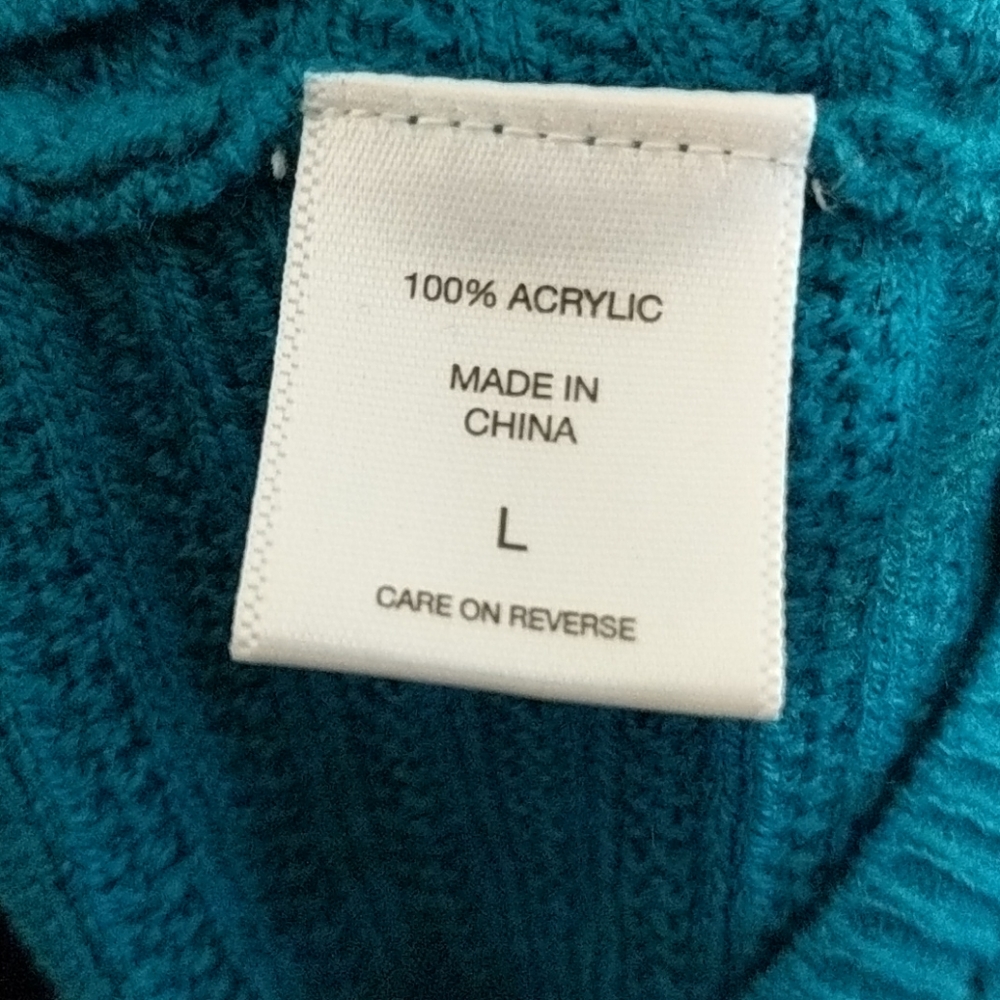 100% ACRYLIC
MADE IN
CHINA
L
CARE ON REVERSE